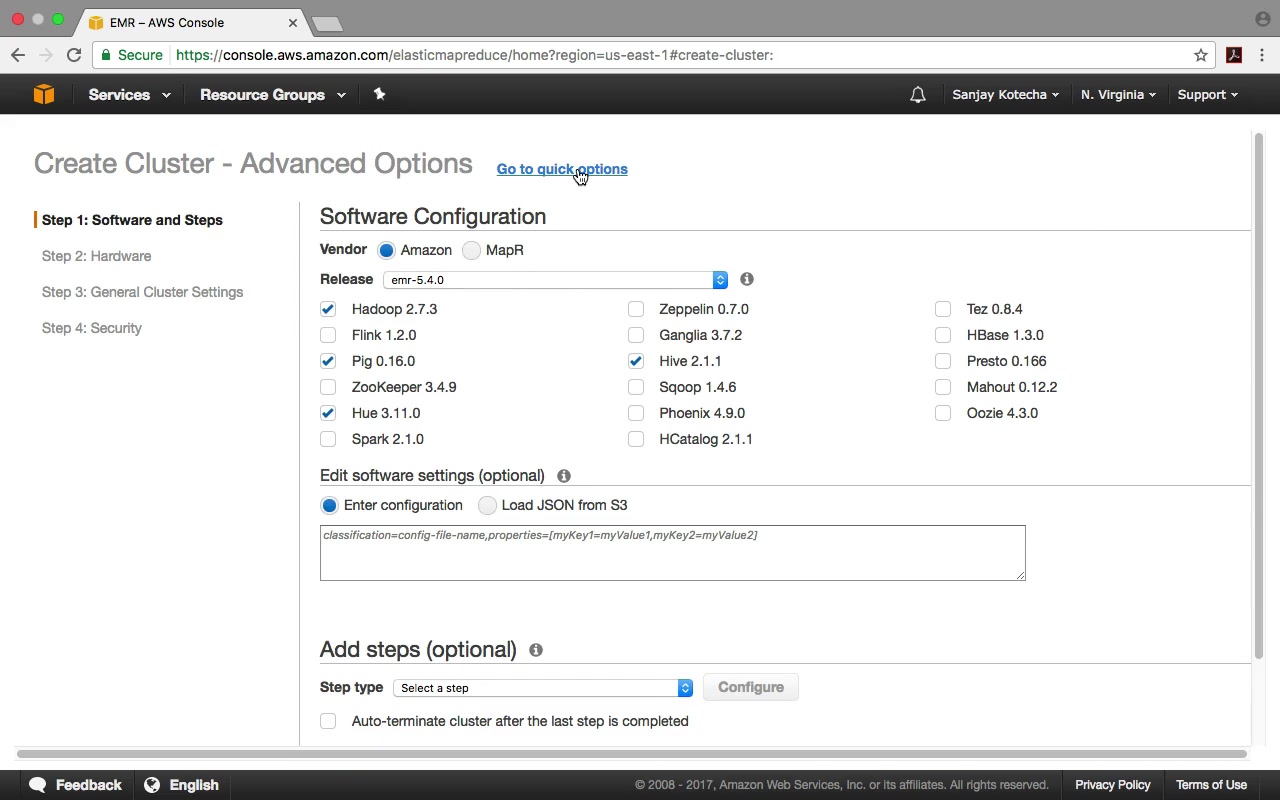 EMR – AWS Console
Secure https://console.aws.amazon.com/elasticmapreduce/home?region=us-east-1#create-cluster:
Services Resource Groups Sanjay Kotecha N. Virginia Support
Create Cluster - Advanced Options Go to quick options
Step 1: Software and Steps
Step 2: Hardware
Step 3: General Cluster Settings
Step 4: Security
Software Configuration
Vendor Amazon MapR
Release emr-5.4.0
Hadoop 2.7.3 Zeppelin 0.7.0 Tez 0.8.4
Flink 1.2.0 Ganglia 3.7.2 HBase 1.3.0
Pig 0.16.0 Hive 2.1.1 Presto 0.166
ZooKeeper 3.4.9 Sqoop 1.4.6 Mahout 0.12.2
Hue 3.11.0 Phoenix 4.9.0 Oozie 4.3.0
Spark 2.1.0 HCatalog 2.1.1
Edit software settings (optional)
Enter configuration Load JSON from S3
classification=config-file-name,properties=[myKey1=myValue1,myKey2=myValue2]
Add steps (optional)
Step type Select a step Configure
Auto-terminate cluster after the last step is completed
Feedback English © 2008 - 2017, Amazon Web Services, Inc. or its affiliates. All rights reserved. Privacy Policy Terms of Use